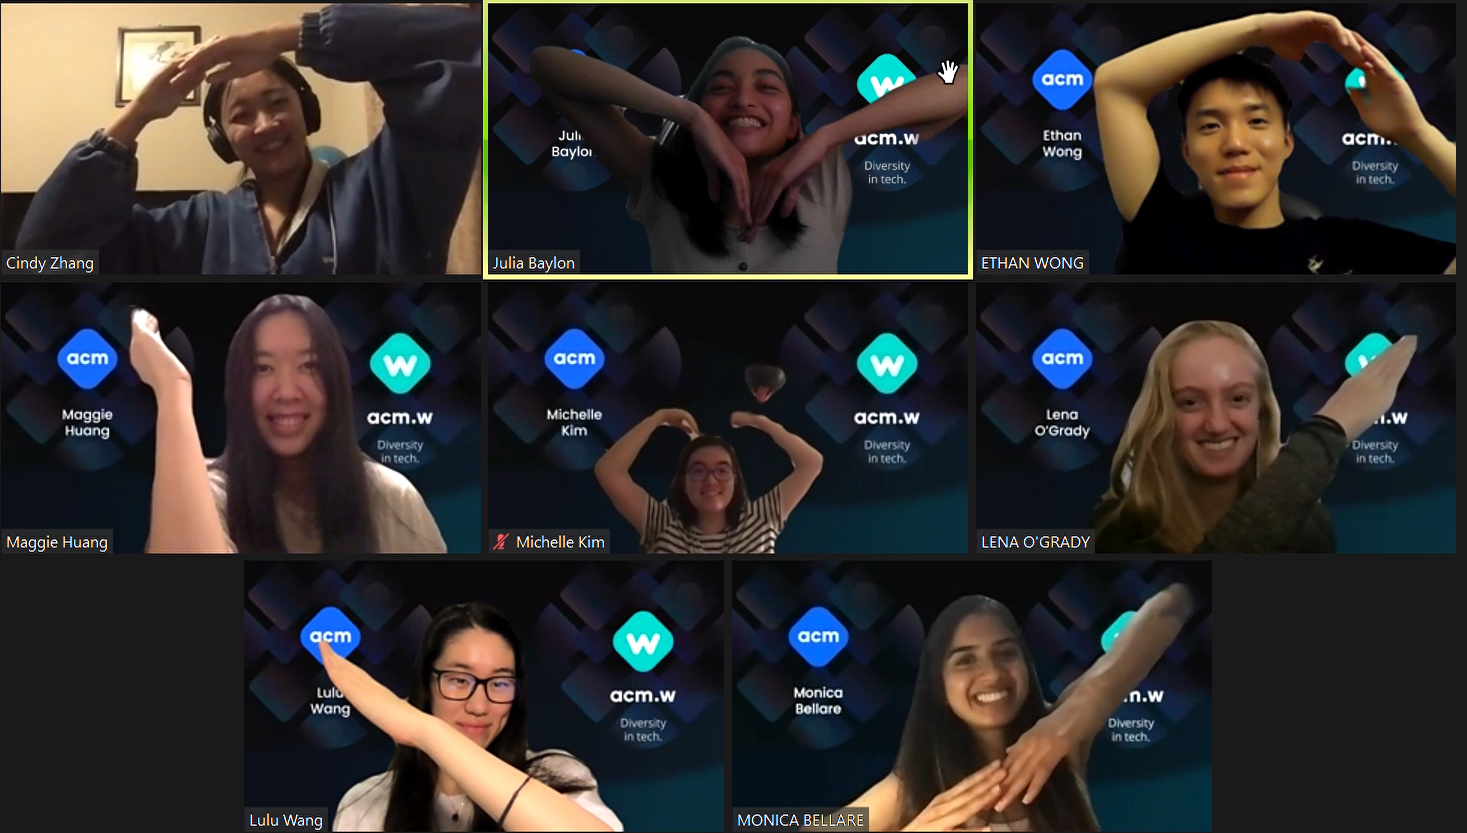 Cindy Zhang
Juli
Baylon
w
acm.w
Diversity
in tech.
Julia Baylon
acm
Ethan
Wong
acm.
Diversity
in tech.
ETHAN WONG
acm
Maggie
Huang
w
acm.w
Diversity
in tech.
Maggie Huang
acm
Michelle
Kim
w
acm.w
Diversity
in tech.
Michelle Kim
acm
Lena
O'Grady
w
.w
Diversity
in tech.
LENA O'GRADY
acm
Lulu
Wang
w
acm.w
Diversity
in tech.
Lulu Wang
acm
Monica
Bellare
m.w
Diversity
in tech.
MONICA BELLARE